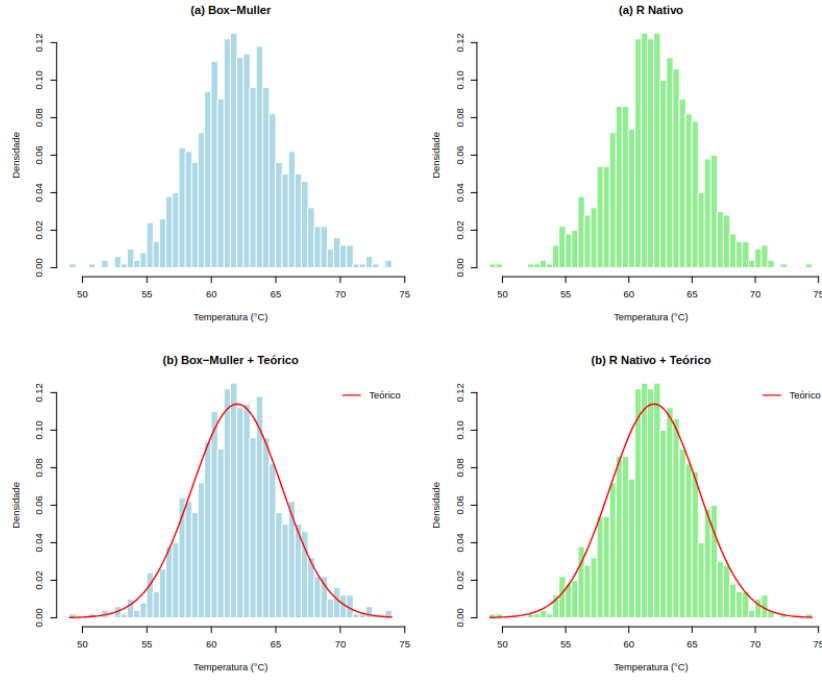 (a) Box−Muller
Densidade
0.12
0.10
0.08
0.06
0.04
0.02
0.00
50 55 60 65 70 75
Temperatura (°C)
(a) R Nativo
Densidade
0.12
0.10
0.08
0.06
0.04
0.02
0.00
50 55 60 65 70 75
Temperatura (°C)
(b) Box−Muller + Teórico
Teórico
Densidade
0.12
0.10
0.08
0.06
0.04
0.02
0.00
50 55 60 65 70 75
Temperatura (°C)
(b) R Nativo + Teórico
Teórico
Densidade
0.12
0.10
0.08
0.06
0.04
0.02
0.00
50 55 60 65 70 75
Temperatura (°C)